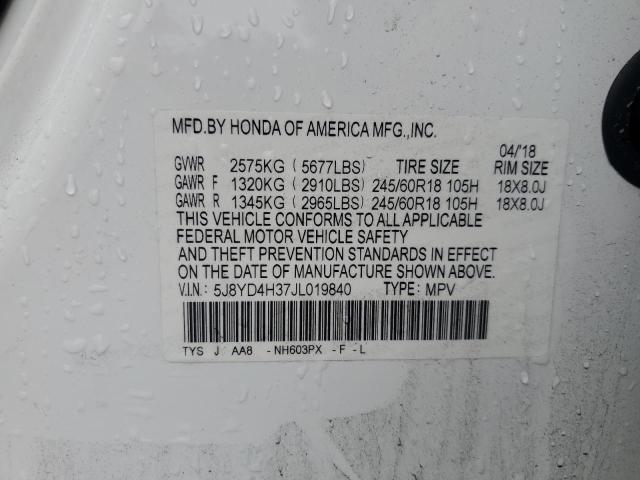 MFD.BY HONDA OF AMERICA MFG.,INC.
04/'18
GVWR 2575KG ( 5677LBS) TIRE SIZE RIM SIZE
GAWR F 1320KG ( 2910LBS) 245/60R18 105H 18X8.0J
GAWR R 1345KG ( 2965LBS) 245/60R18 105H 18X8.0J
THIS VEHICLE CONFORMS TO ALL APPLICABLE
FEDERAL MOTOR VEHICLE SAFETY
AND THEFT PREVENTION STANDARDS IN EFFECT
ON THE DATE OF MANUFACTURE SHOWN ABOVE.
V.I.N.: 5J8YD4H37JL019840 TYPE: MPV
TYS J AA8 -NH603PX -F -L